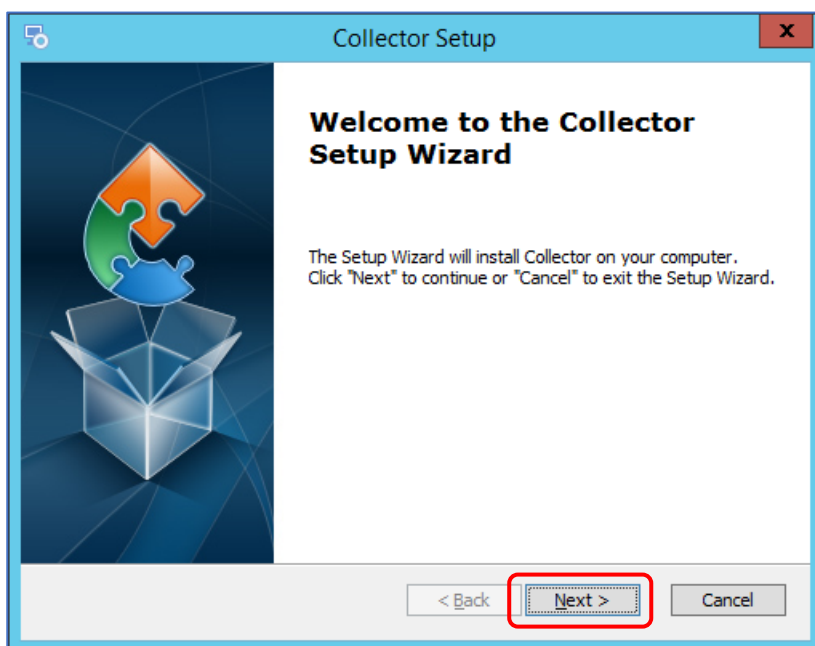 Collector Setup
x
Welcome to the Collector
Setup Wizard
The Setup Wizard will install Collector on your computer.
Click "Next" to continue or "Cancel" to exit the Setup Wizard.
< Back Next > Cancel